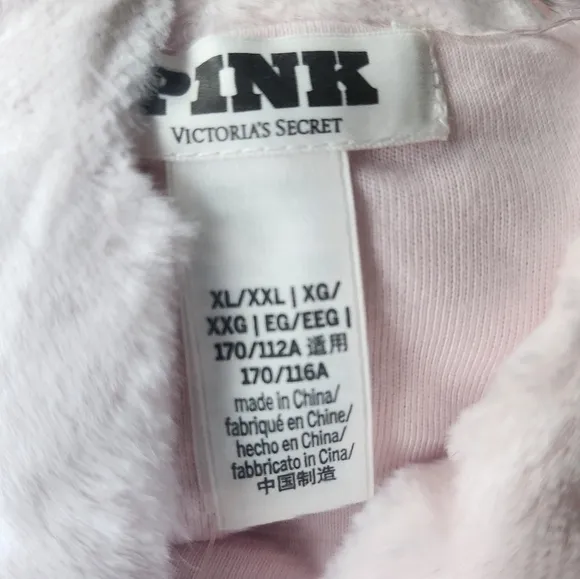 PINK
VICTORIA'S SECRET
XL/XXL | XG/
XXG | EG/EEG |
170/112A 适用
170/116A
made in China/
fabriqué en Chine/
hecho en China/
fabbricato in Cina/
中国制造